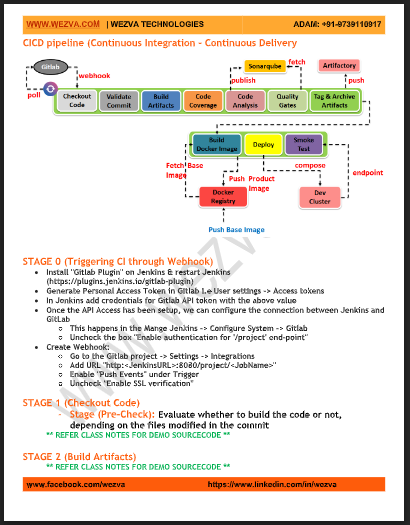 WWW.WEZVA.COM | WEZVA TECHNOLOGIES ADAM: +91-9739110917
CICD pipeline (Continuous Integration - Continuous Delivery
Gitlab
webhook
poll
Sonarqube
fetch
publish
Artifactory
push
Checkout Code
Validate Commit
Build Artifacts
Code Coverage
Code Analysis
Quality Gates
Tag & Archive Artifacts
Build Docker Image
Deploy
Smoke Test
Fetch Base Image
Push Product Image
compose
endpoint
Docker Registry
Dev Cluster
Push Base Image
STAGE 0 (Triggering CI through Webhook)
• Install "Gitlab Plugin" on Jenkins & restart Jenkins
(https://plugins.jenkins.io/gitlab-plugin)
• Generate Personal Access Token in Gitlab i.e User settings -> Access tokens
• In Jenkins add credentials for Gitlab API token with the above value
• Once the API Access has been setup, we can configure the connection between Jenkins and
GitLab
o This happens in the Mange Jenkins -> Configure System -> Gitlab
o Uncheck the box "Enable authentication for '/project' end-point"
• Create Webhook:
o Go to the Gitlab project -> Settings -> Integrations
o Add URL "http:<JenkinsURL>:8080/project/<JobName>"
o Enable "Push Events" under Trigger
o Uncheck "Enable SSL verification"
STAGE 1 (Checkout Code)
- Stage (Pre-Check): Evaluate whether to build the code or not,
depending on the files modified in the commit
** REFER CLASS NOTES FOR DEMO SOURCECODE **
STAGE 2 (Build Artifacts)
** REFER CLASS NOTES FOR DEMO SOURCECODE **
www.facebook.com/wezva https://www.linkedin.com/in/wezva